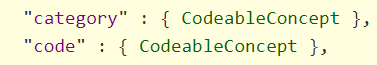 "category" : { CodeableConcept },
"code" : { CodeableConcept },